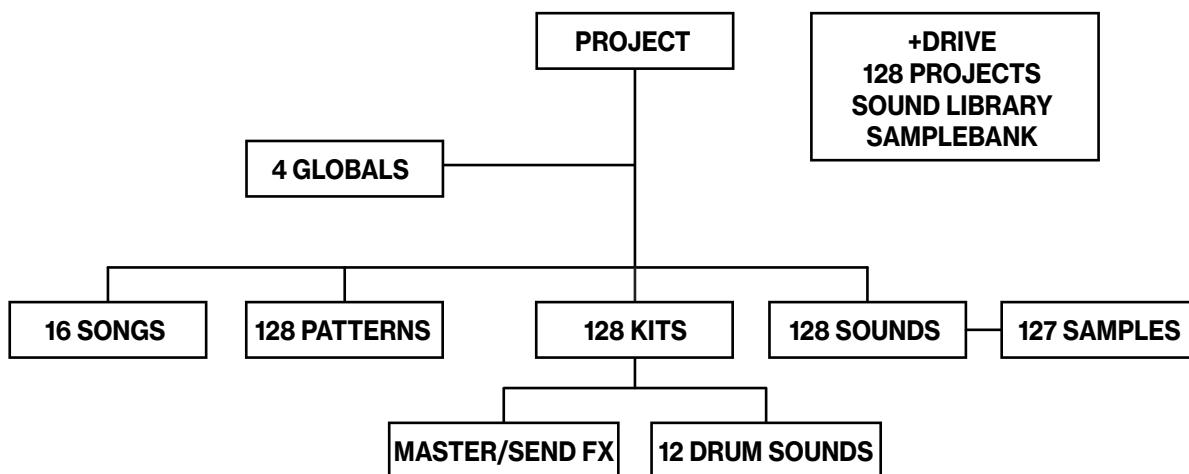 PROJECT
+DRIVE
128 PROJECTS
SOUND LIBRARY
SAMPLEBANK
4 GLOBALS
16 SONGS
128 PATTERNS
128 KITS
128 SOUNDS
127 SAMPLES
MASTER/SEND FX
12 DRUM SOUNDS